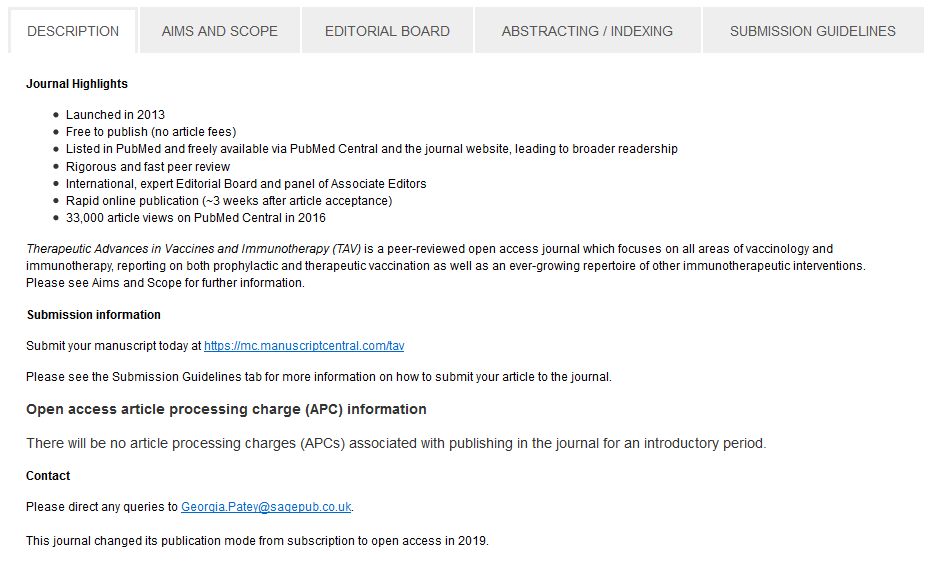 DESCRIPTION AIMS AND SCOPE EDITORIAL BOARD ABSTRACTING / INDEXING SUBMISSION GUIDELINES
Journal Highlights
Launched in 2013
Free to publish (no article fees)
Listed in PubMed and freely available via PubMed Central and the journal website, leading to broader readership
Rigorous and fast peer review
International, expert Editorial Board and panel of Associate Editors
Rapid online publication (~3 weeks after article acceptance)
33,000 article views on PubMed Central in 2016
Therapeutic Advances in Vaccines and Immunotherapy (TAV) is a peer-reviewed open access journal which focuses on all areas of vaccinology and
immunotherapy, reporting on both prophylactic and therapeutic vaccination as well as an ever-growing repertoire of other immunotherapeutic interventions.
Please see Aims and Scope for further information.
Submission information
Submit your manuscript today at https://mc.manuscriptcentral.com/tav
Please see the Submission Guidelines tab for more information on how to submit your article to the journal.
Open access article processing charge (APC) information
There will be no article processing charges (APCs) associated with publishing in the journal for an introductory period.
Contact
Please direct any queries to Georgia.Patey@sagepub.co.uk.
This journal changed its publication mode from subscription to open access in 2019.